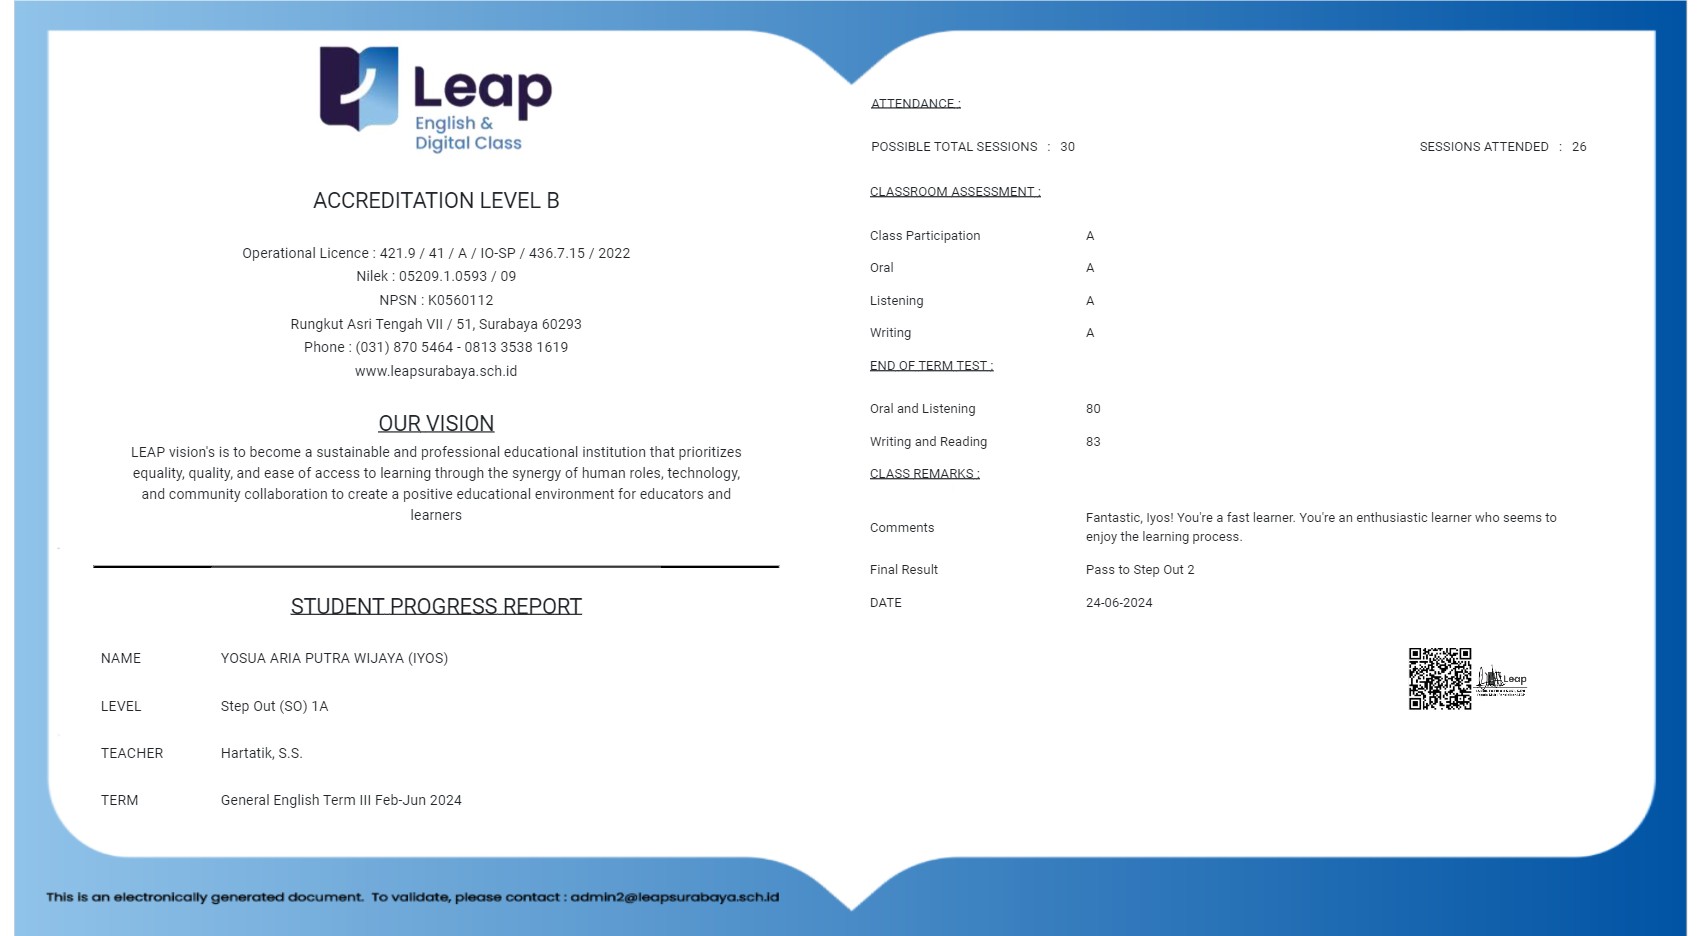 Leap
English &
Digital Class
ACCREDITATION LEVEL B
Operational Licence : 421.9 / 41 / A / IO-SP / 436.7.15 / 2022
Nilek : 05209.1.0593 / 09
NPSN : K0560112
Rungkut Asri Tengah VII / 51, Surabaya 60293
Phone : (031) 870 5464 - 0813 3538 1619
www.leapsurabaya.sch.id
OUR VISION
LEAP vision's is to become a sustainable and professional educational institution that prioritizes
equality, quality, and ease of access to learning through the synergy of human roles, technology,
and community collaboration to create a positive educational environment for educators and
learners
STUDENT PROGRESS REPORT
NAME YOSUA ARIA PUTRA WIJAYA (IYOS)
LEVEL Step Out (SO) 1A
TEACHER Hartatik, S.S.
TERM General English Term III Feb-Jun 2024
ATTENDANCE :
POSSIBLE TOTAL SESSIONS : 30 SESSIONS ATTENDED : 26
CLASSROOM ASSESSMENT :
Class Participation A
Oral A
Listening A
Writing A
END OF TERM TEST :
Oral and Listening 80
Writing and Reading 83
CLASS REMARKS :
Comments Fantastic, Iyos! You're a fast learner. You're an enthusiastic learner who seems to
enjoy the learning process.
Final Result Pass to Step Out 2
DATE 24-06-2024
Leap
This is an electronically generated document. To validate, please contact : admin2@leapsurabaya.sch.id